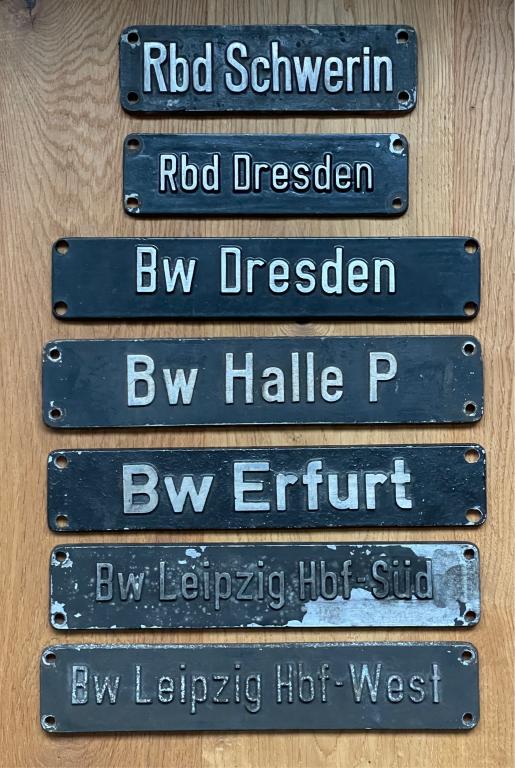 Rbd Schwerin
Rbd Dresden
Bw Dresden
Bw Halle P
Bw Erfurt
Bw Leipzig Hbf-Süd
Bw Leipzig Hbf-West